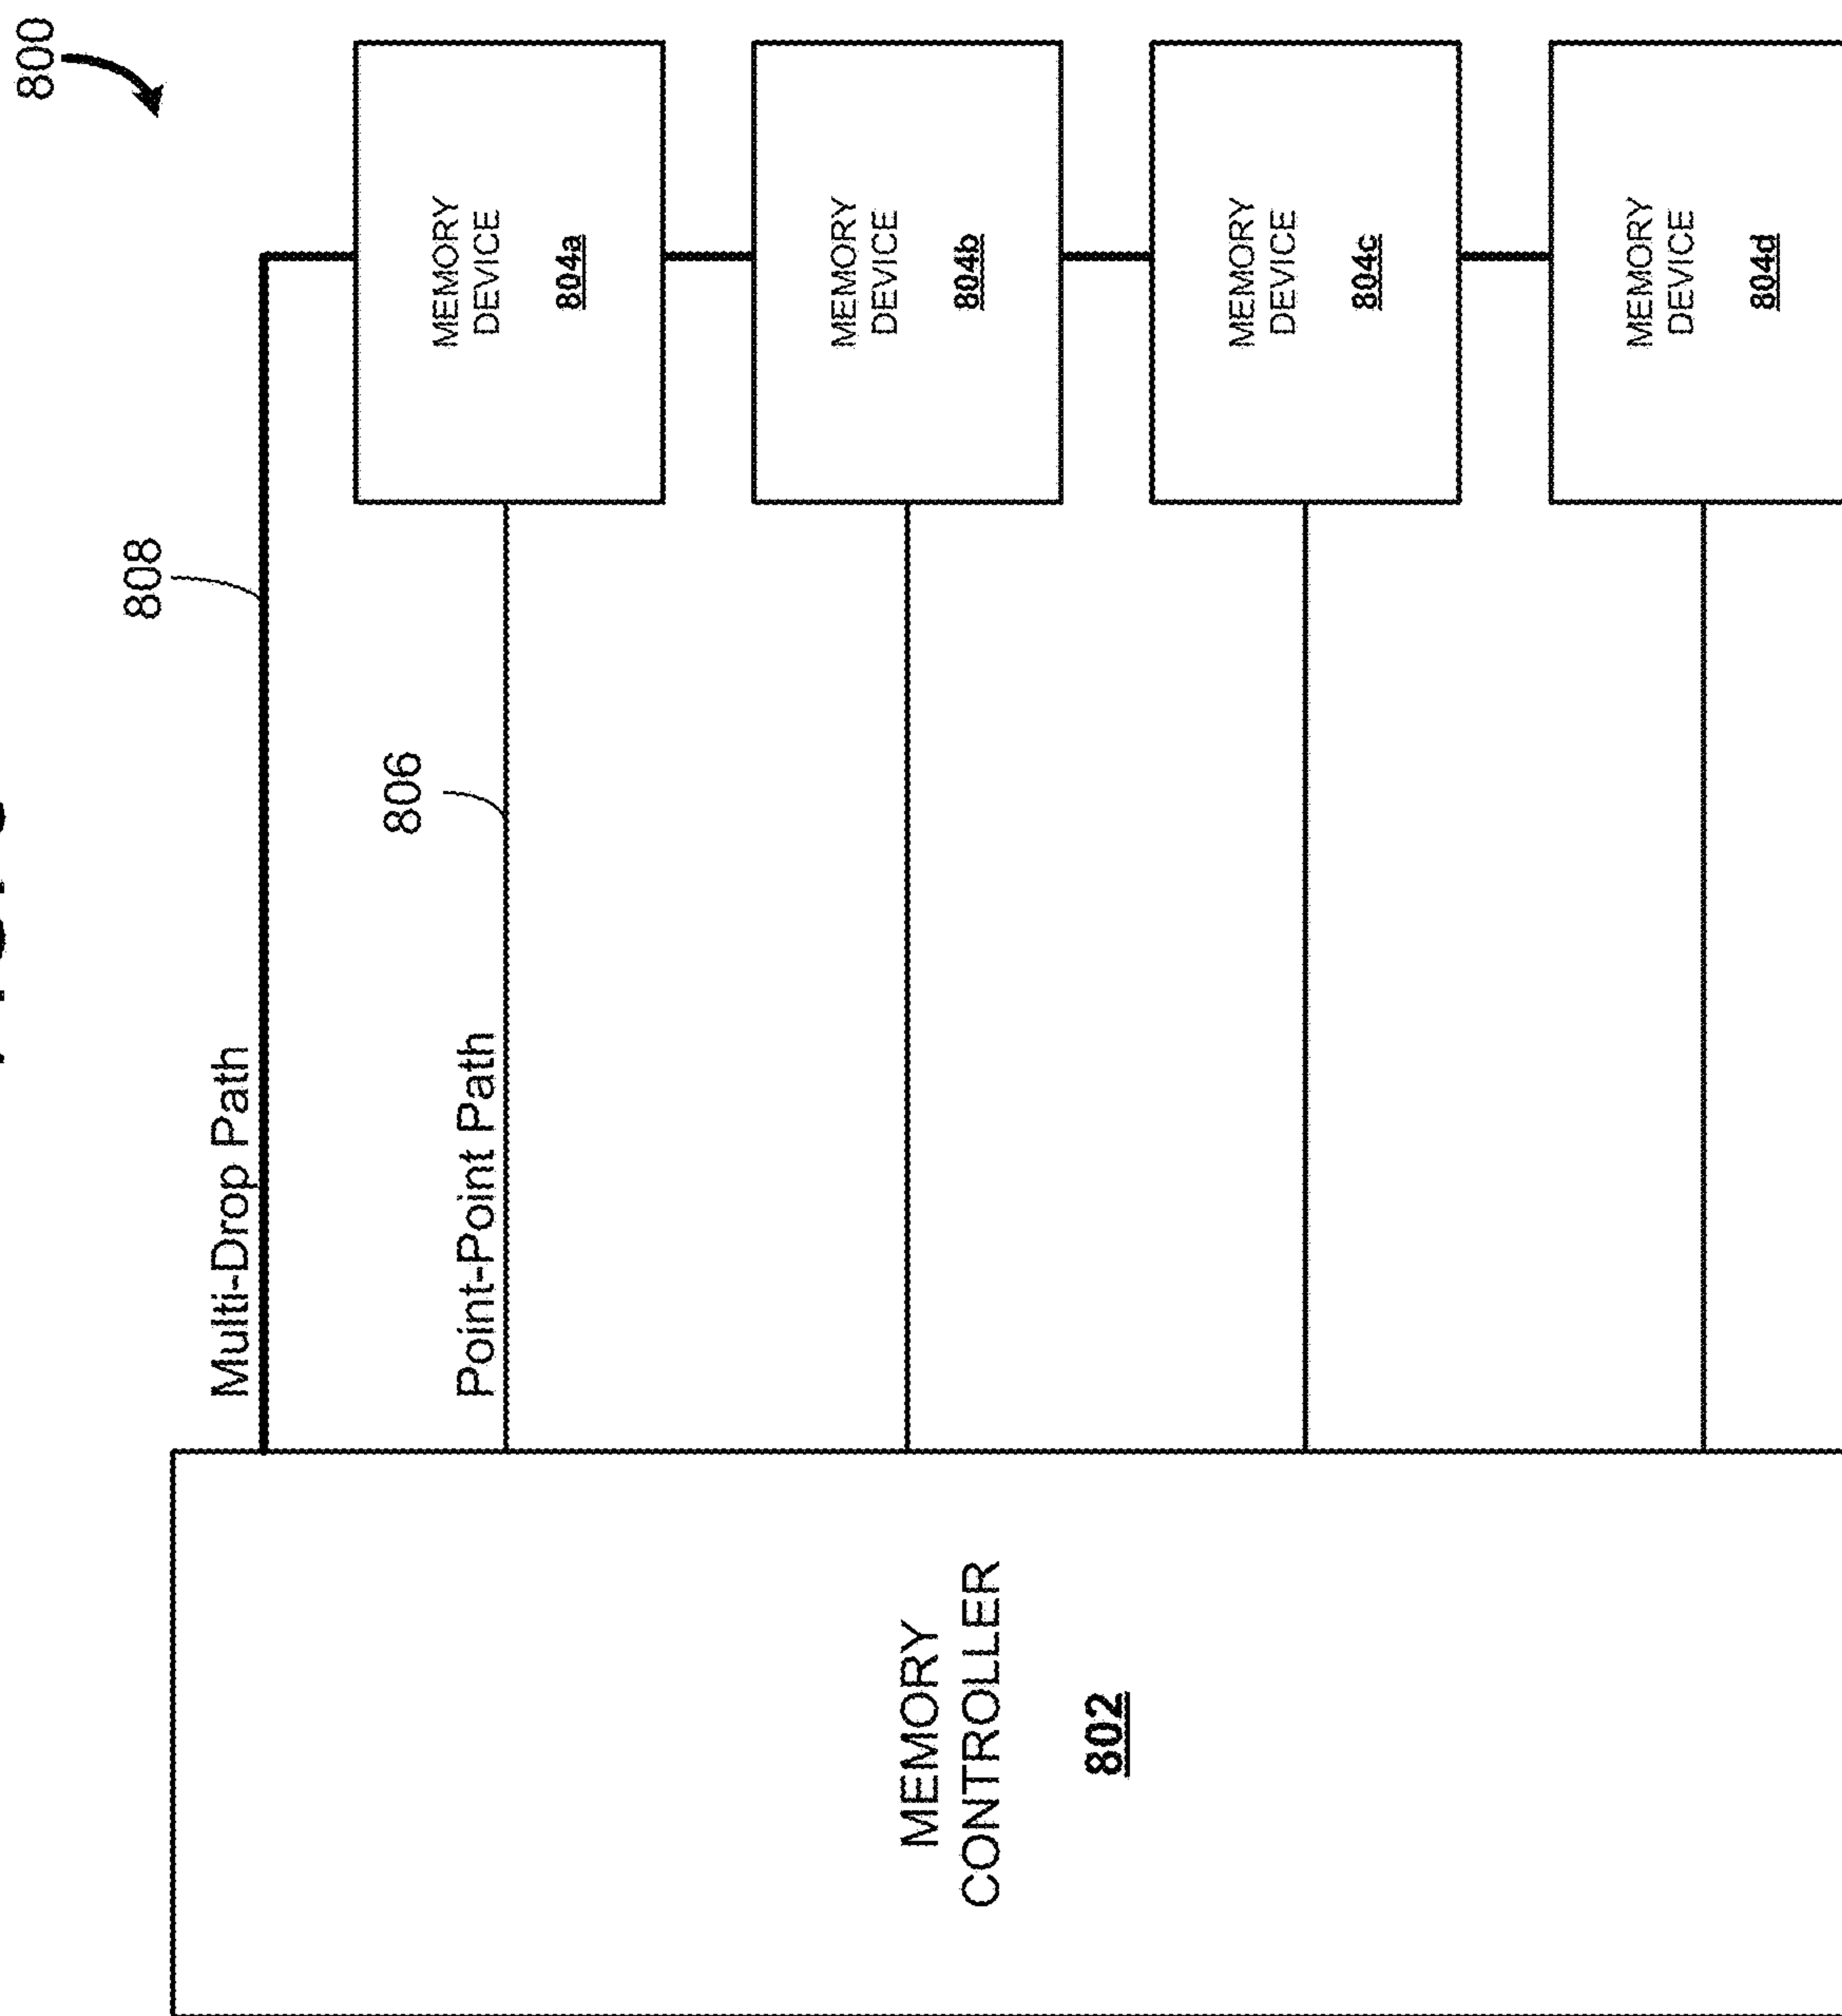 800
808
Multi-Drop Path
806
Point-Point Path
MEMORY
DEVICE
804a
MEMORY
DEVICE
804b
MEMORY
DEVICE
804c
MEMORY
DEVICE
804d
MEMORY
CONTROLLER
802